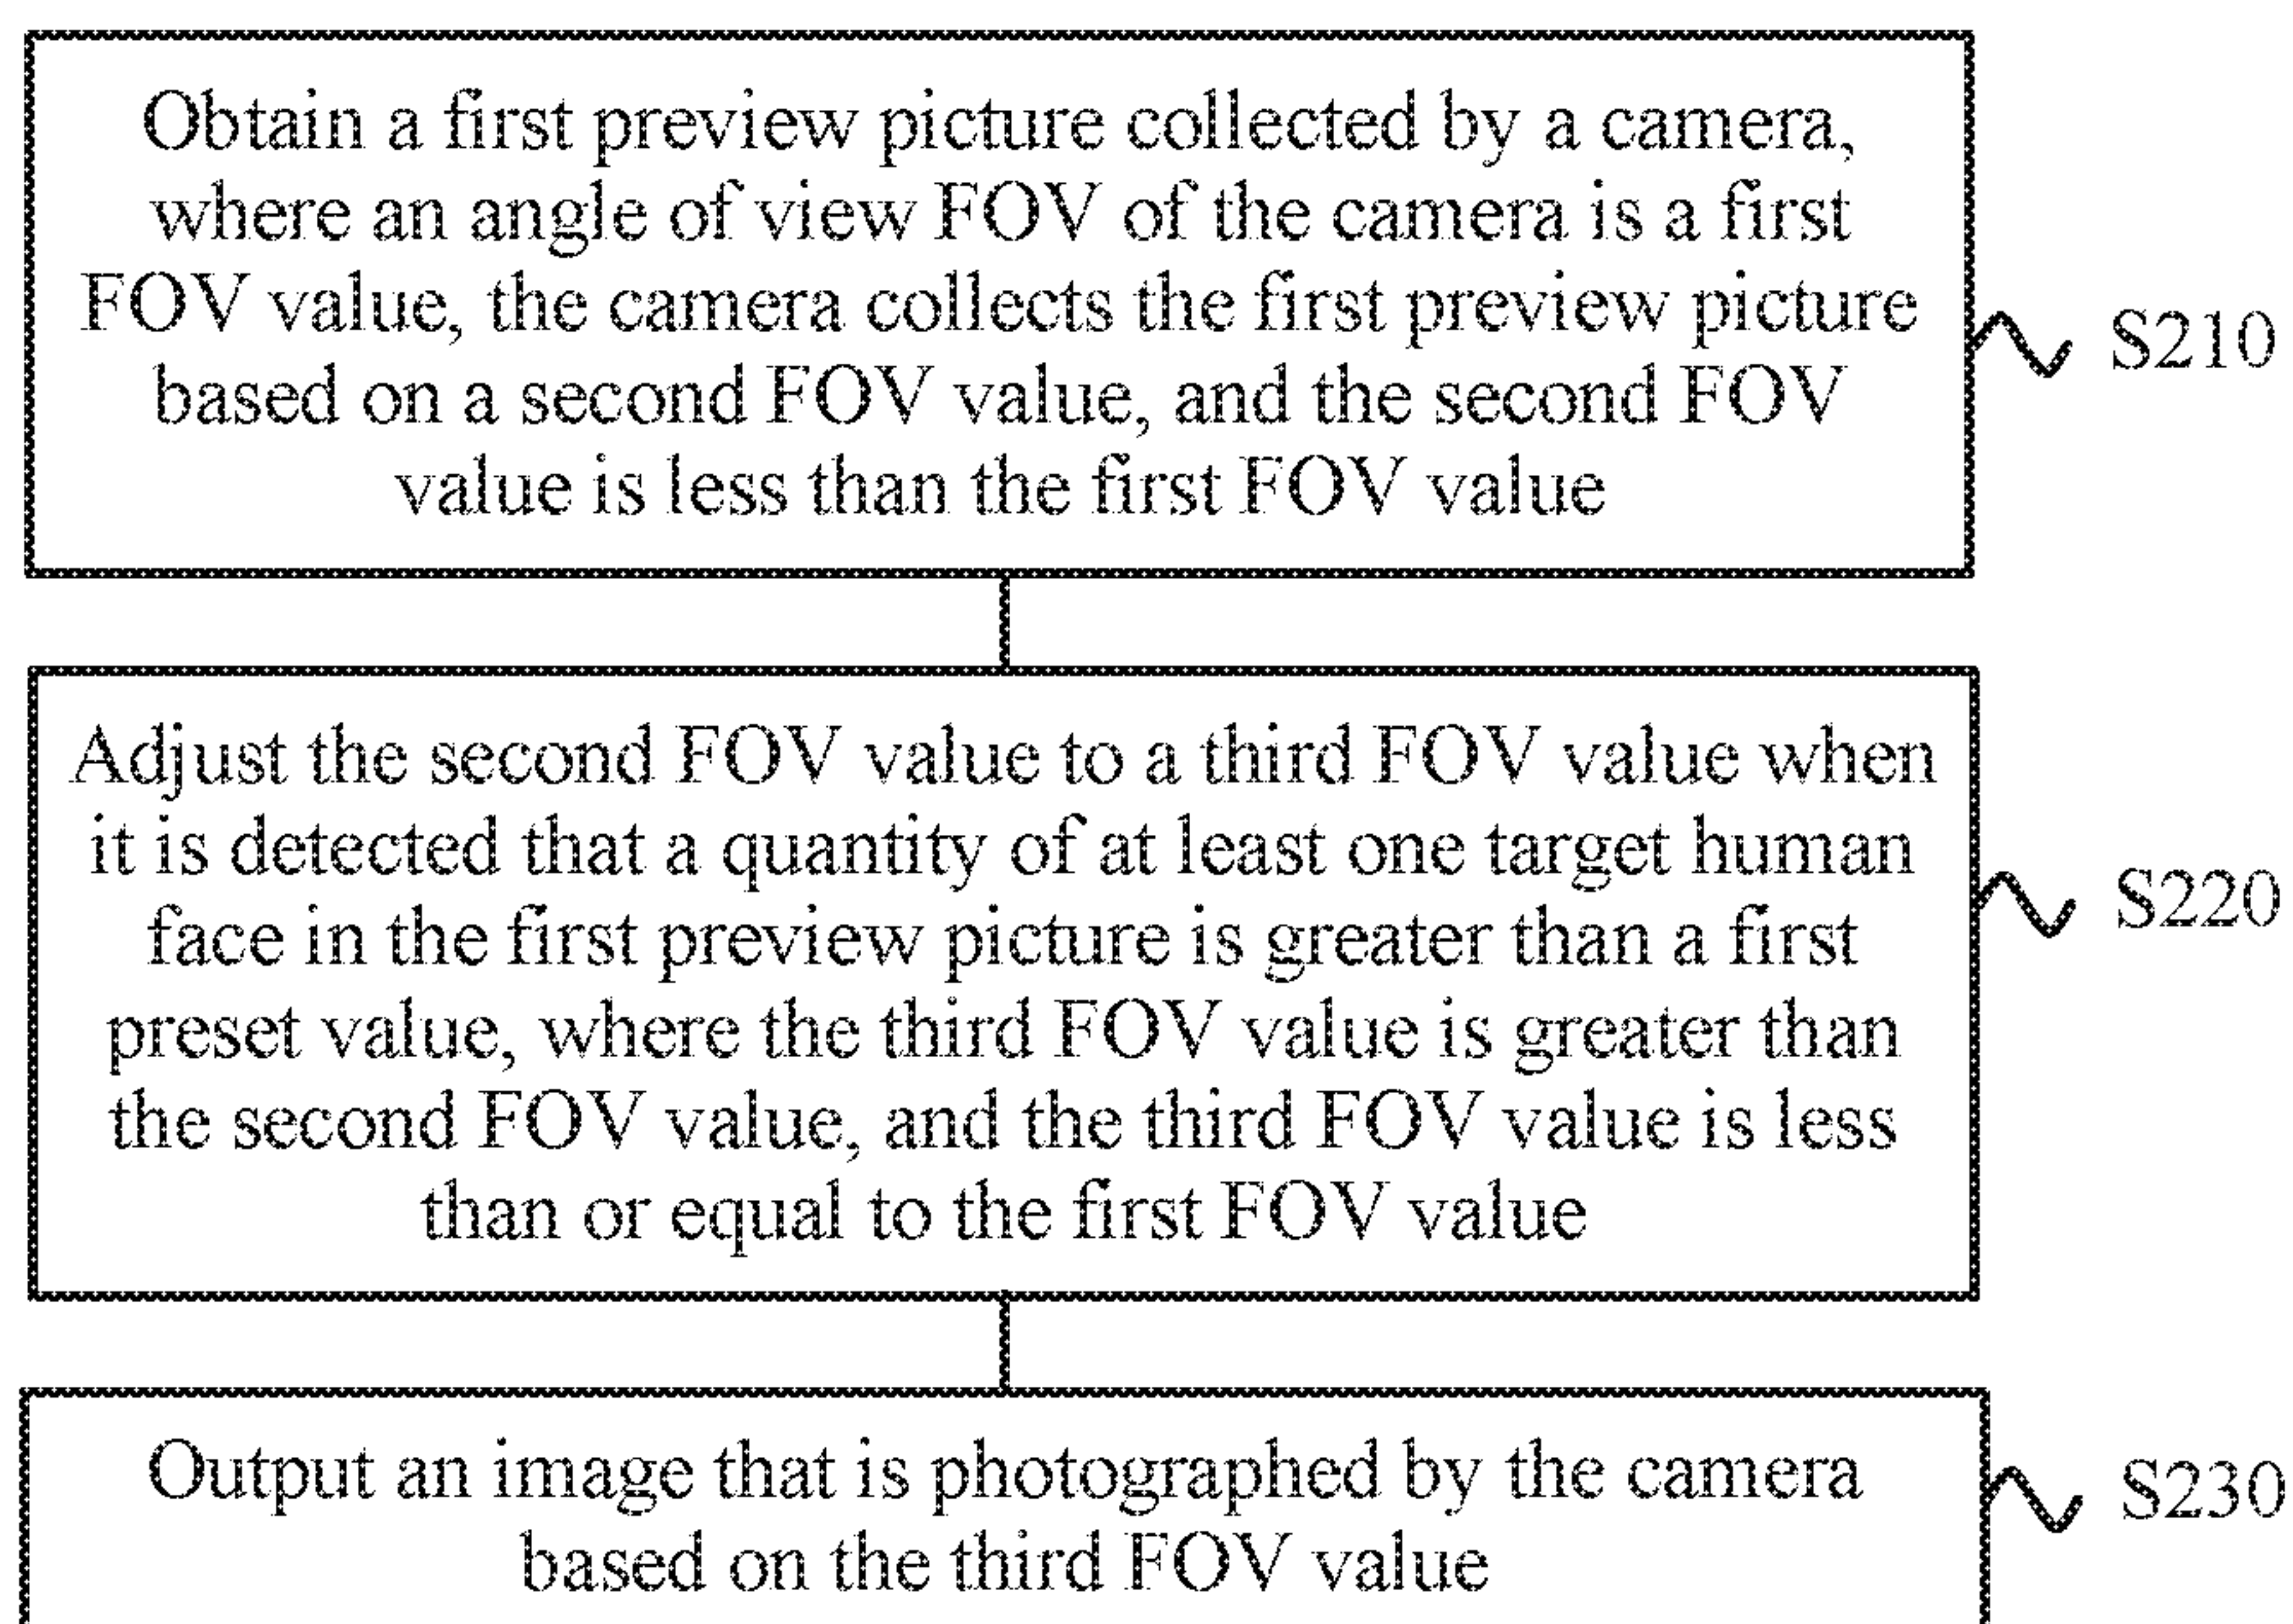 Obtain a first preview picture collected by a camera,
where an angle of view FOV of the camera is a first
FOV value, the camera collects the first preview picture
based on a second FOV value, and the second FOV
value is less than the first FOV value
S210
Adjust the second FOV value to a third FOV value when
it is detected that a quantity of at least one target human
face in the first preview picture is greater than a first
preset value, where the third FOV value is greater than
the second FOV value, and the third FOV value is less
than or equal to the first FOV value
S220
Output an image that is photographed by the camera
based on the third FOV value
S230